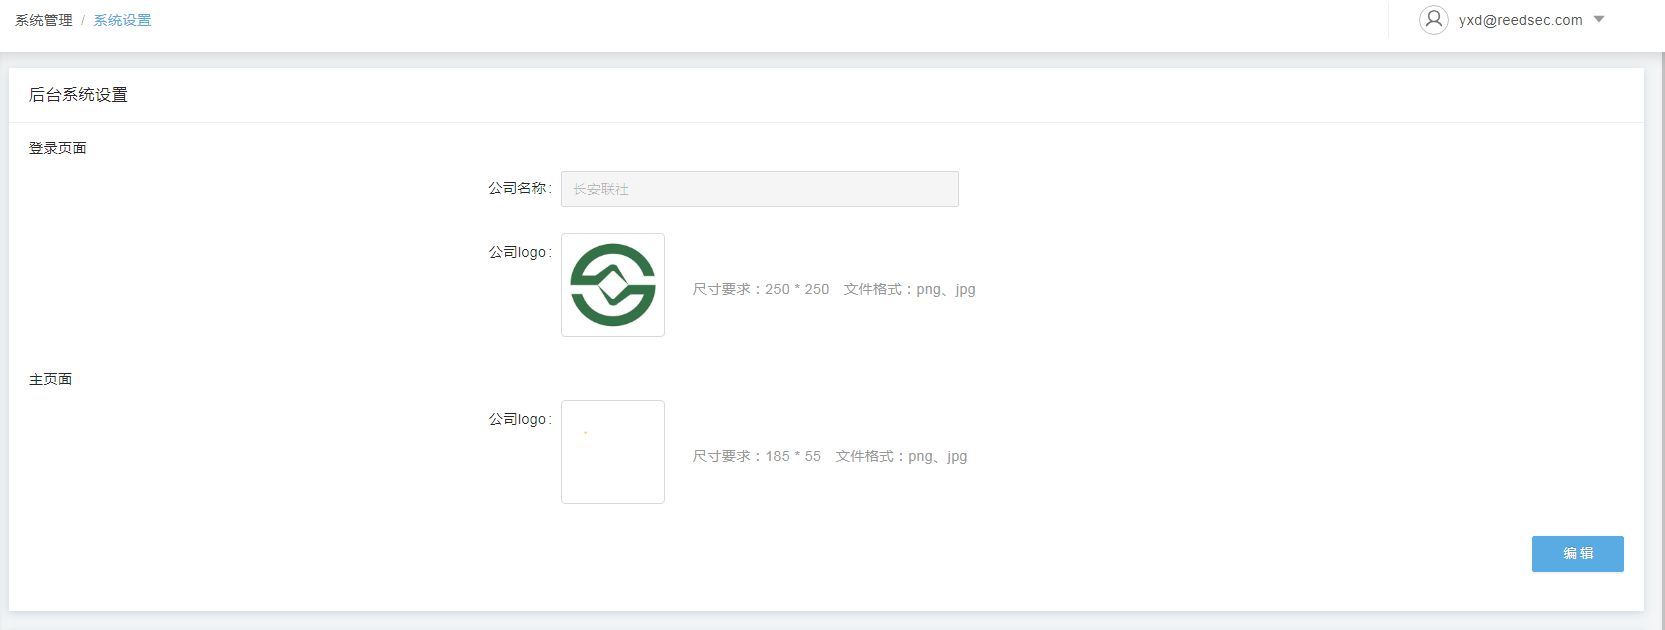 系统管理 / 系统设置
yxd@reedsec.com
后台系统设置
登录页面
公司名称:
长安联社
公司logo:
尺寸要求：250 * 250 文件格式：png、jpg
主页面
公司logo:
尺寸要求：185 * 55 文件格式：png、jpg
编 辑